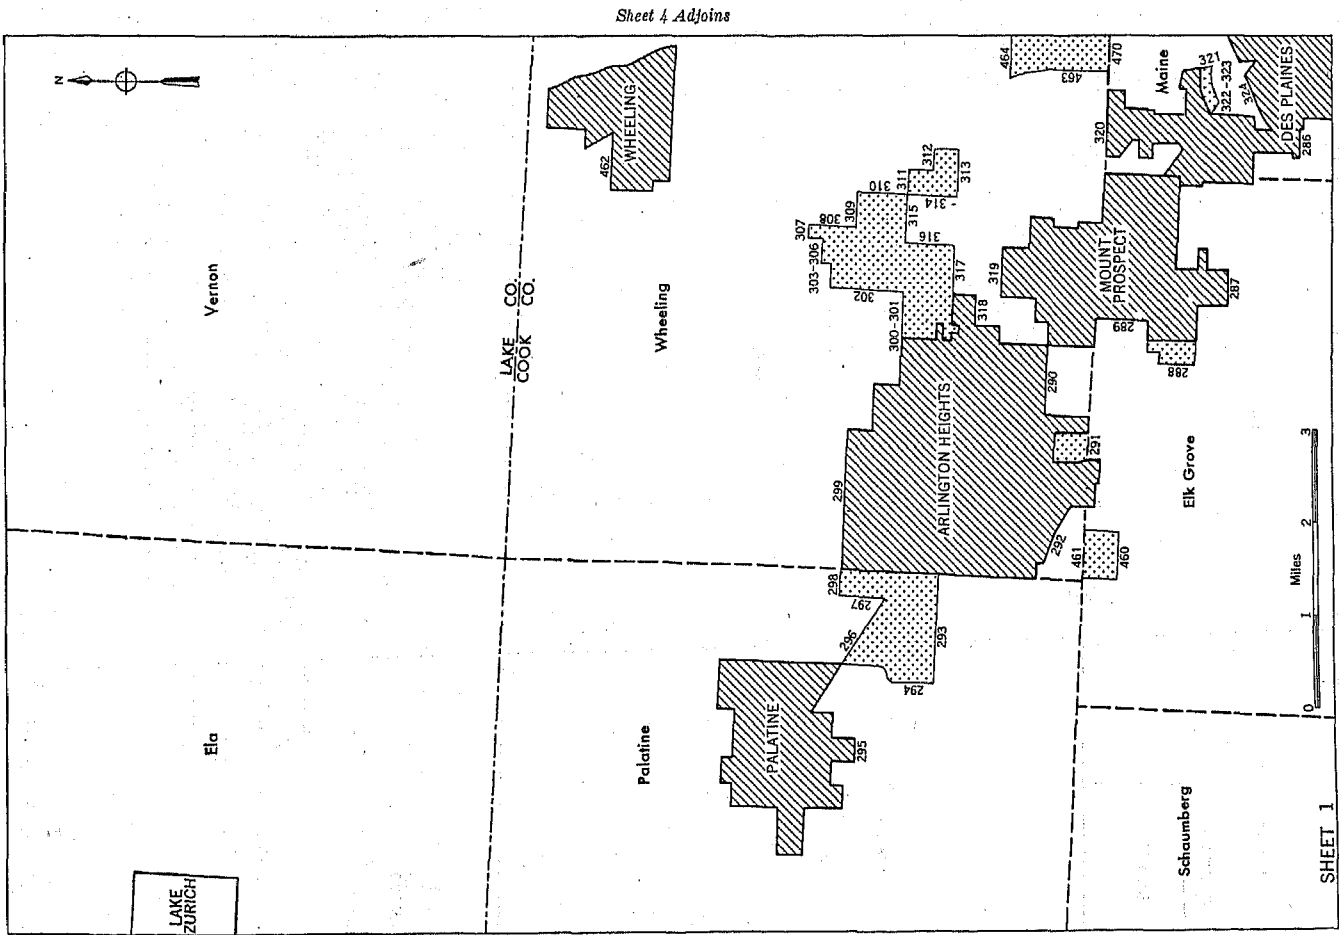 Sheet 4 Adjoins
N
Vernon
LAKE CO.
COOK CO.
Ela
LAKE
ZURICH
Wheeling
WHEELING
462
Palatine
PALATINE
295
296
297
298
293
294
299
ARLINGTON HEIGHTS
300-301
302
303-306
307
308
309
310
311
312
313
314
315
316
317
318
319
290
291
292
461
460
MOUNT
PROSPECT
289
288
287
320
Maine
321
322-323
324
DES PLAINES
286
464
463
470
Elk Grove
Schaumberg
Miles
0
1
2
3
SHEET 1